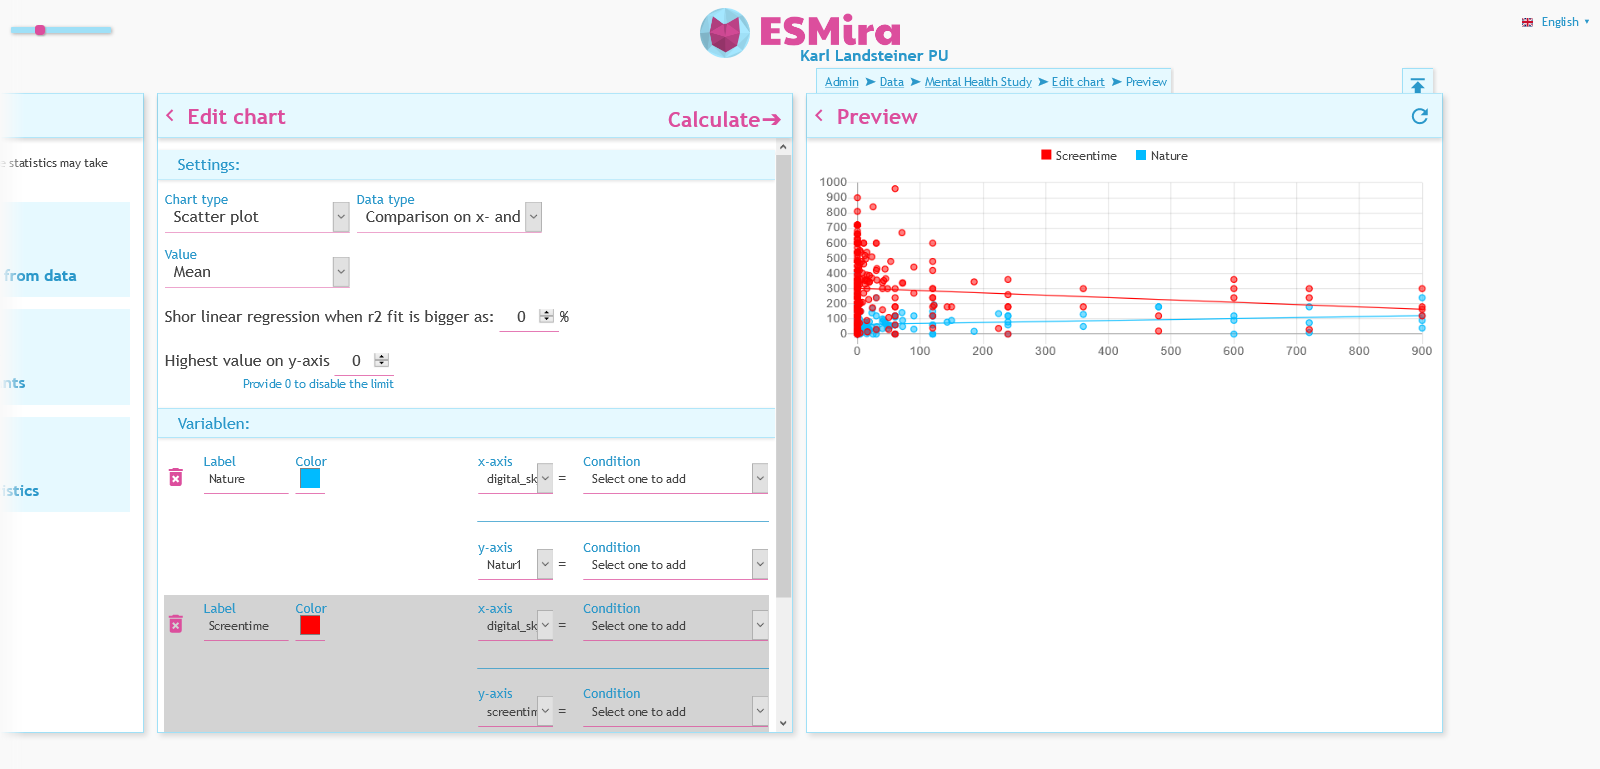 ESMira
Karl Landsteiner PU
English
Admin ➤ Data ➤ Mental Health Study ➤ Edit chart ➤ Preview
statistics may take
from data
Edit chart
Calculate➔
Settings:
Chart type
Data type
Scatter plot
Comparison on x- and
Value
Mean
Shor linear regression when r2 fit is bigger as: 0 %
Highest value on y-axis 0
Provide 0 to disable the limit
Variablen:
Label
Color
x-axis
Condition
Nature
digital_sk
=
Select one to add
y-axis
Condition
Natur1
=
Select one to add
Label
Color
x-axis
Condition
Screentime
digital_sk
=
Select one to add
y-axis
Condition
screentim
=
Select one to add
Preview
Screentime
Nature
1000
900
800
700
600
500
400
300
200
100
0
0 100 200 300 400 500 600 700 800 900